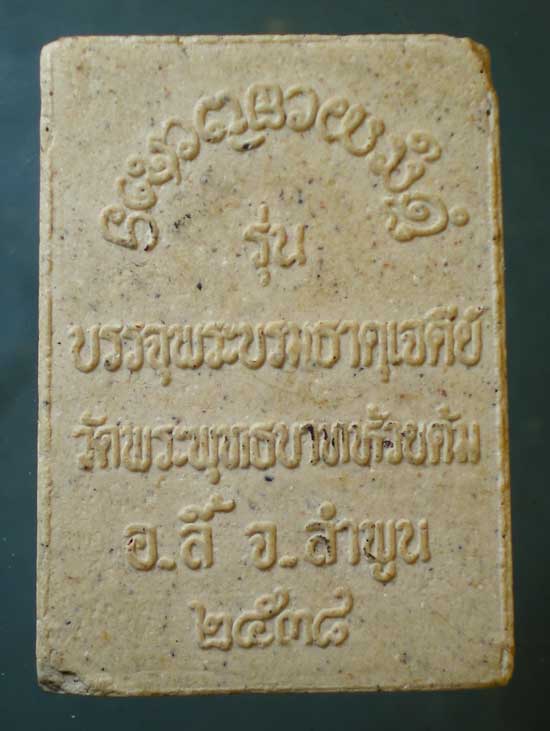 รุ่น
บรรจุพระบรมธาตุเจดีย์
วัดพระพุทธบาทห้วยต้ม
อ.ลี้ จ.ลำพูน
๒๕๓๘